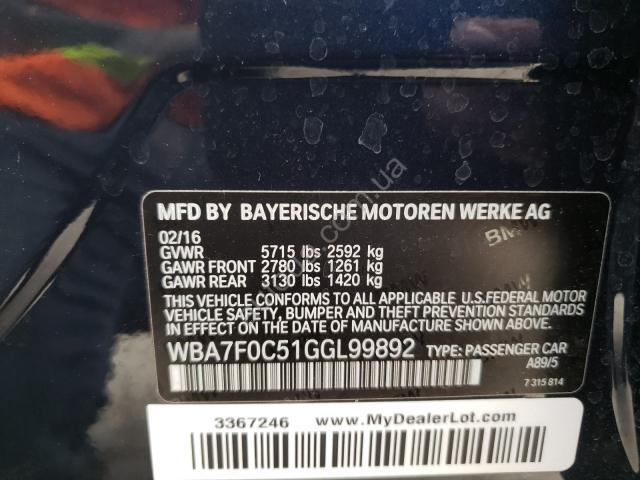 MFD BY BAYERISCHE MOTOREN WERKE AG
02/16
GVWR 5715 lbs 2592 kg
GAWR FRONT 2780 lbs 1261 kg
GAWR REAR 3130 lbs 1420 kg
THIS VEHICLE CONFORMS TO ALL APPLICABLE U.S.FEDERAL MOTOR
VEHICLE SAFETY, BUMPER AND THEFT PREVENTION STANDARDS
IN EFFECT ON THE DATE OF MANUFACTURE SHOWN ABOVE.
WBA7F0C51GGL99892 TYPE: PASSENGER CAR
A89/5
7 315 814
3367246 www.MyDealerLot.com